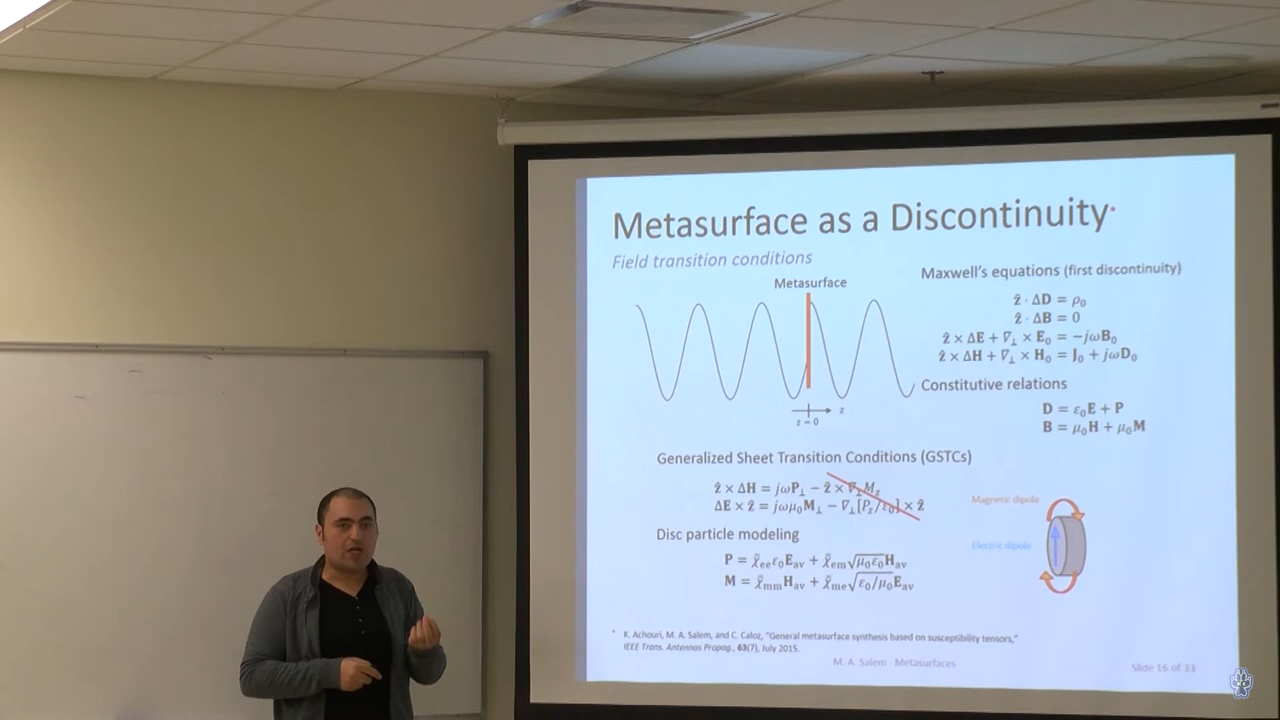 Metasurface as a Discontinuity*
Field transition conditions
Metasurface
z = 0
z
Maxwell's equations (first discontinuity)
ẑ · ΔD = ρ₀
ẑ · ΔB = 0
ẑ × ΔE + ∇⊥ × E₀ = −jωB₀
ẑ × ΔH + ∇⊥ × H₀ = J₀ + jωD₀
Constitutive relations
D = ε₀E + P
B = μ₀H + μ₀M
Generalized Sheet Transition Conditions (GSTCs)
ẑ × ΔH = jωP⊥ − ẑ × ∇⊥M_z
ΔE × ẑ = jωμ₀M⊥ − ∇⊥[P_z/ε₀] × ẑ
Magnetic dipole
Electric dipole
Disc particle modeling
P = χ̿_ee ε₀E_av + χ̿_em √(μ₀ε₀) H_av
M = χ̿_mm H_av + χ̿_me √(ε₀/μ₀) E_av
* K. Achouri, M. A. Salem, and C. Caloz, "General metasurface synthesis based on susceptibility tensors,"
IEEE Trans. Antennas Propag., 63(7), July 2015.
M. A. Salem - Metasurfaces
Slide 16 of 33